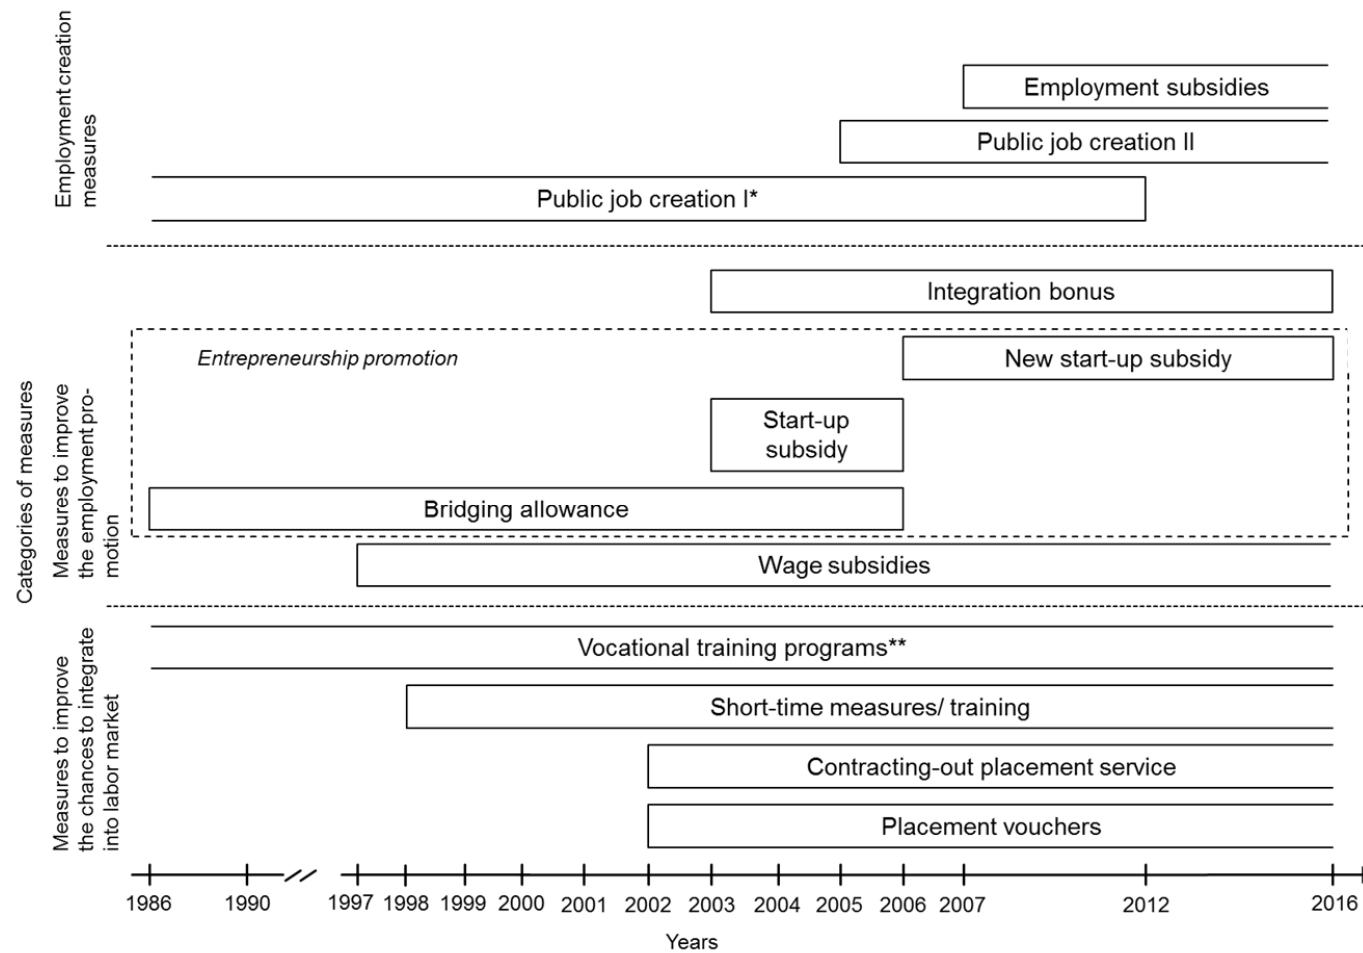 Employment creation
measures
Employment subsidies
Public job creation II
Public job creation I*
Categories of measures
Measures to improve
the employment pro-
motion
Integration bonus
Entrepreneurship promotion
New start-up subsidy
Start-up
subsidy
Bridging allowance
Wage subsidies
Measures to improve
the chances to integrate
into labor market
Vocational training programs**
Short-time measures/ training
Contracting-out placement service
Placement vouchers
1986 1990 1997 1998 1999 2000 2001 2002 2003 2004 2005 2006 2007 2012 2016
Years